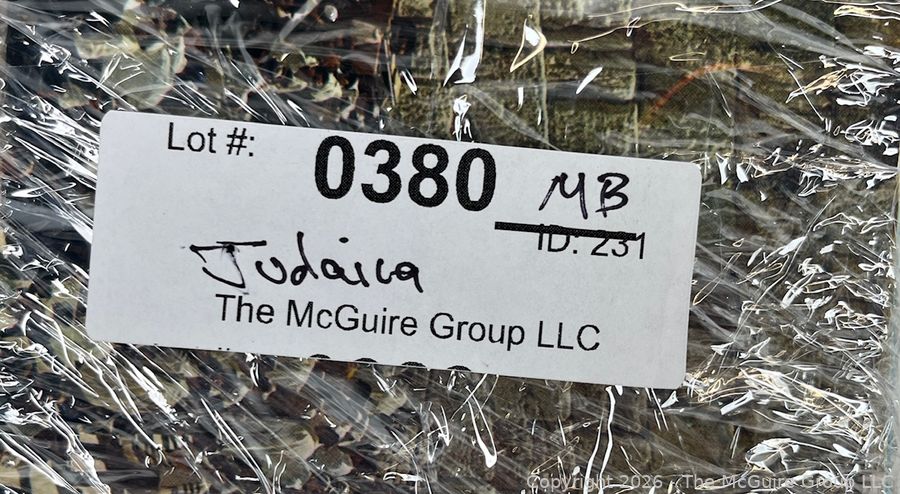 Lot #:
0380
MB
ID: 231
Judaica
The McGuire Group LLC
Copyright 2026 - The McGuire Group LLC